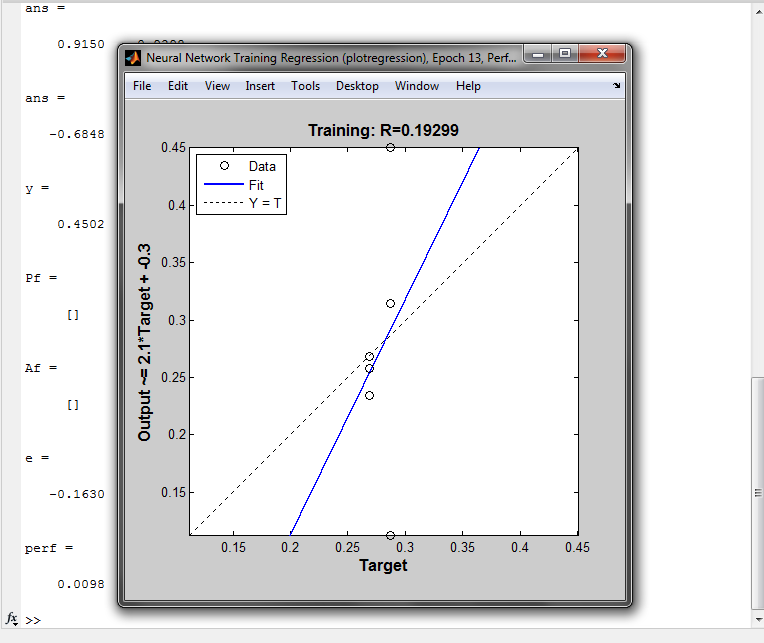 ans =
0.9150
ans =
-0.6848
y =
0.4502
Pf =
[]
Af =
[]
e =
-0.1630
perf =
0.0098
fx >>
Neural Network Training Regression (plotregression), Epoch 13, Perf...
File Edit View Insert Tools Desktop Window Help
Training: R=0.19299
Data
Fit
Y = T
Output ~= 2.1*Target + -0.3
0.45
0.4
0.35
0.3
0.25
0.2
0.15
0.15 0.2 0.25 0.3 0.35 0.4 0.45
Target